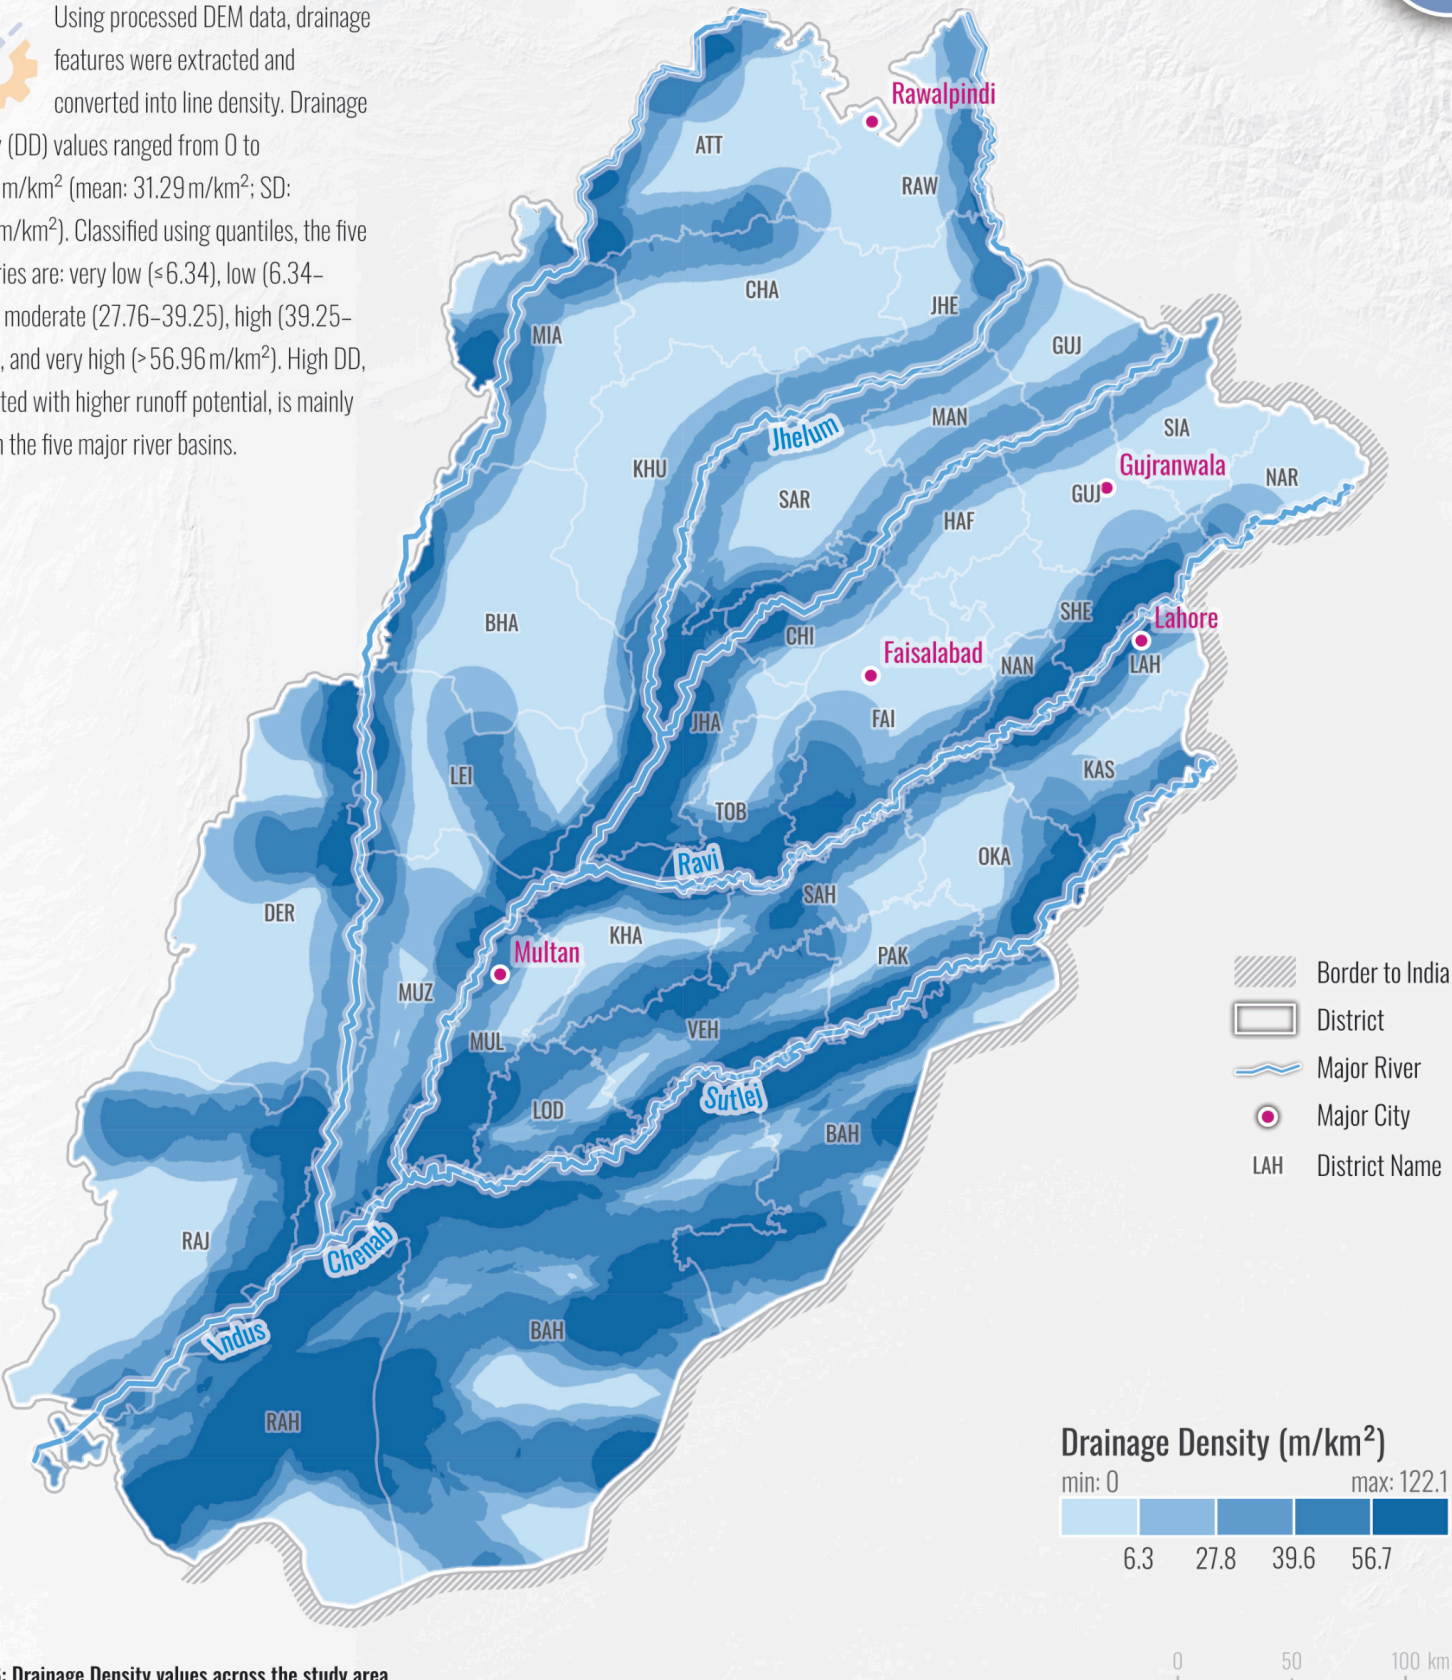 Using processed DEM data, drainage
features were extracted and
converted into line density. Drainage
(DD) values ranged from 0 to
m/km² (mean: 31.29 m/km²; SD:
m/km²). Classified using quantiles, the five
ries are: very low (≤6.34), low (6.34–
moderate (27.76–39.25), high (39.25–
, and very high (>56.96 m/km²). High DD,
ted with higher runoff potential, is mainly
n the five major river basins.
Rawalpindi
ATT
RAW
CHA
JHE
MIA
GUJ
MAN
Jhelum
SIA
KHU
Gujranwala
NAR
SAR
GUJ
HAF
SHE
Lahore
BHA
CHI
Faisalabad
NAN
LAH
JHA
FAI
LEI
KAS
TOB
OKA
Ravi
SAH
DER
KHA
Multan
PAK
MUZ
VEH
MUL
Sutlej
LOD
BAH
RAJ
Chenab
Indus
BAH
RAH
Border to India
District
Major River
Major City
LAH District Name
Drainage Density (m/km²)
min: 0 max: 122.1
6.3 27.8 39.6 56.7
0 50 100 km
: Drainage Density values across the study area